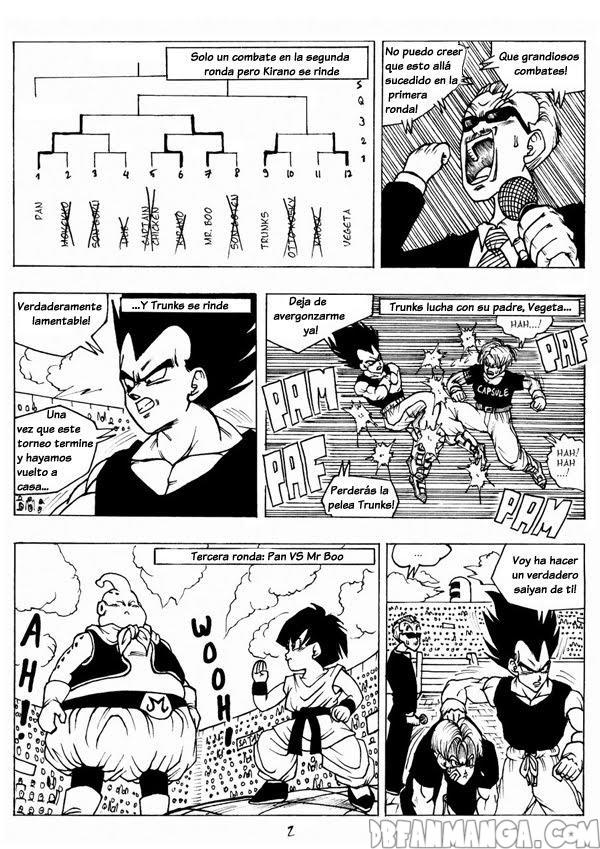 Solo un combate en la segunda
ronda pero Kirano se rinde
S
Q
3
2
1
1 2 3 4 5 6 7 8 9 10 11 12
PAN
CAPTAIN
CHICKEN
KIRANO
MR. BOO
TRUNKS
VEGETA
No puedo creer
que esto allá
sucedido en la
primera
ronda!
Que grandiosos
combates!
Verdaderamente
lamentable!
...Y Trunks se rinde
Una
vez que este
torneo termine
y hayamos
vuelto a
casa...
Deja de
avergonzarme
ya!
Trunks lucha con su padre, Vegeta...
HAH...!
PAF
PAM
CAPSULE
PAF
HAH!
HAH
...!
Perderás la
pelea Trunks!
PAM
Tercera ronda: Pan VS Mr Boo
AH!
WOOH!
M
...
Voy ha hacer
un verdadero
saiyan de ti!
2
DBFANMANGA.COM